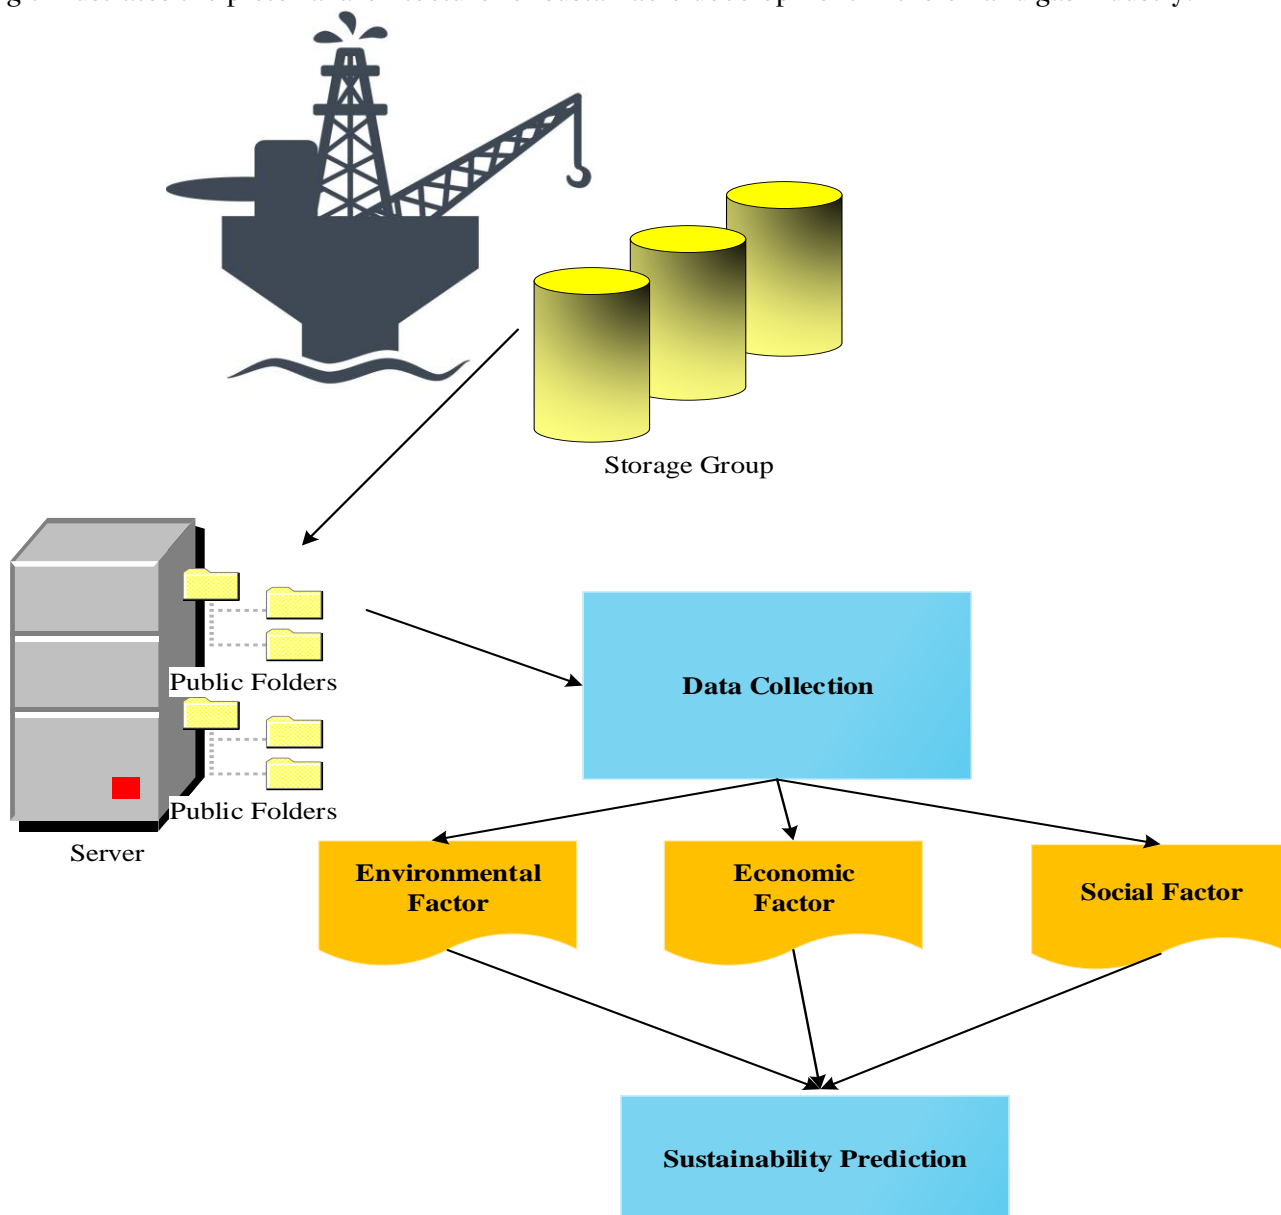 Storage Group
Public Folders
Public Folders
Server
Data Collection
Environmental
Factor
Economic
Factor
Social Factor
Sustainability Prediction